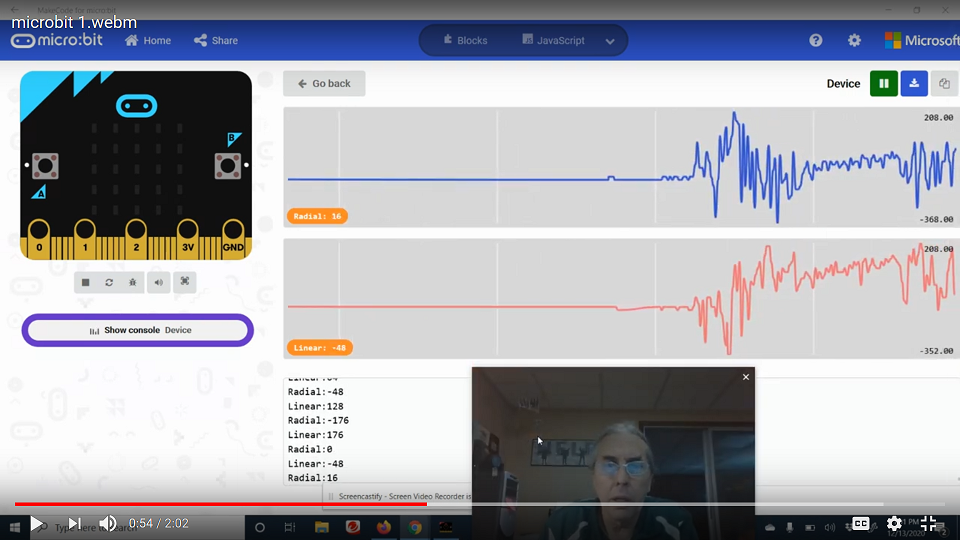 MakeCode for micro:bit
microbit 1.webm
micro:bit
Home
Share
Blocks
JavaScript
Microsoft
Go back
Device
B
A
0 1 2 3V GND
208.00
Radial: 16
-368.00
208.00
Linear: -48
-352.00
Show console Device
Linear:64
Radial:-48
Linear:128
Radial:-176
Linear:176
Radial:0
Linear:-48
Radial:16
Screencastify - Screen Video Recorder is
Type here to search
0:54 / 2:02
CC
12/13/2020